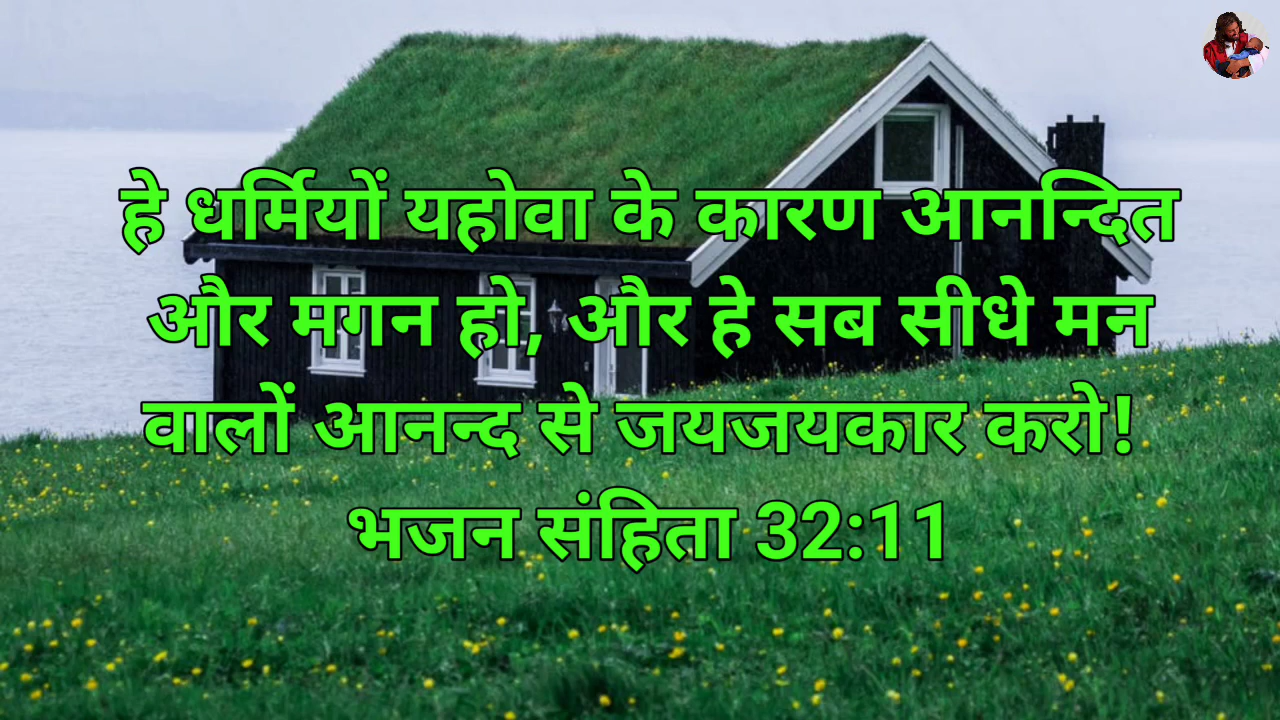 हे धर्मियों यहोवा के कारण आनन्दित
और मगन हो, और हे सब सीधे मन
वालों आनन्द से जयजयकार करो!
भजन संहिता 32:11